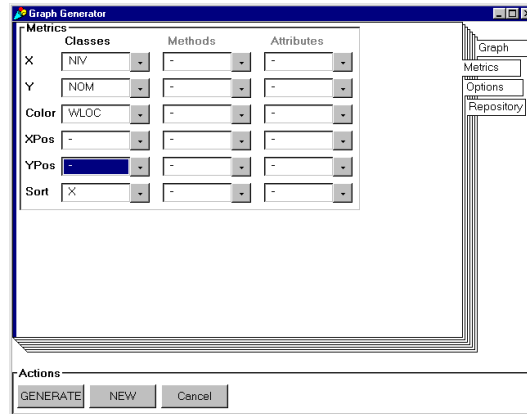 Graph Generator
Metrics
Classes Methods Attributes
X NIV - -
Y NOM - -
Color WLOC - -
XPos - - -
YPos - - -
Sort X - -
Graph
Metrics
Options
Repository
Actions
GENERATE NEW Cancel